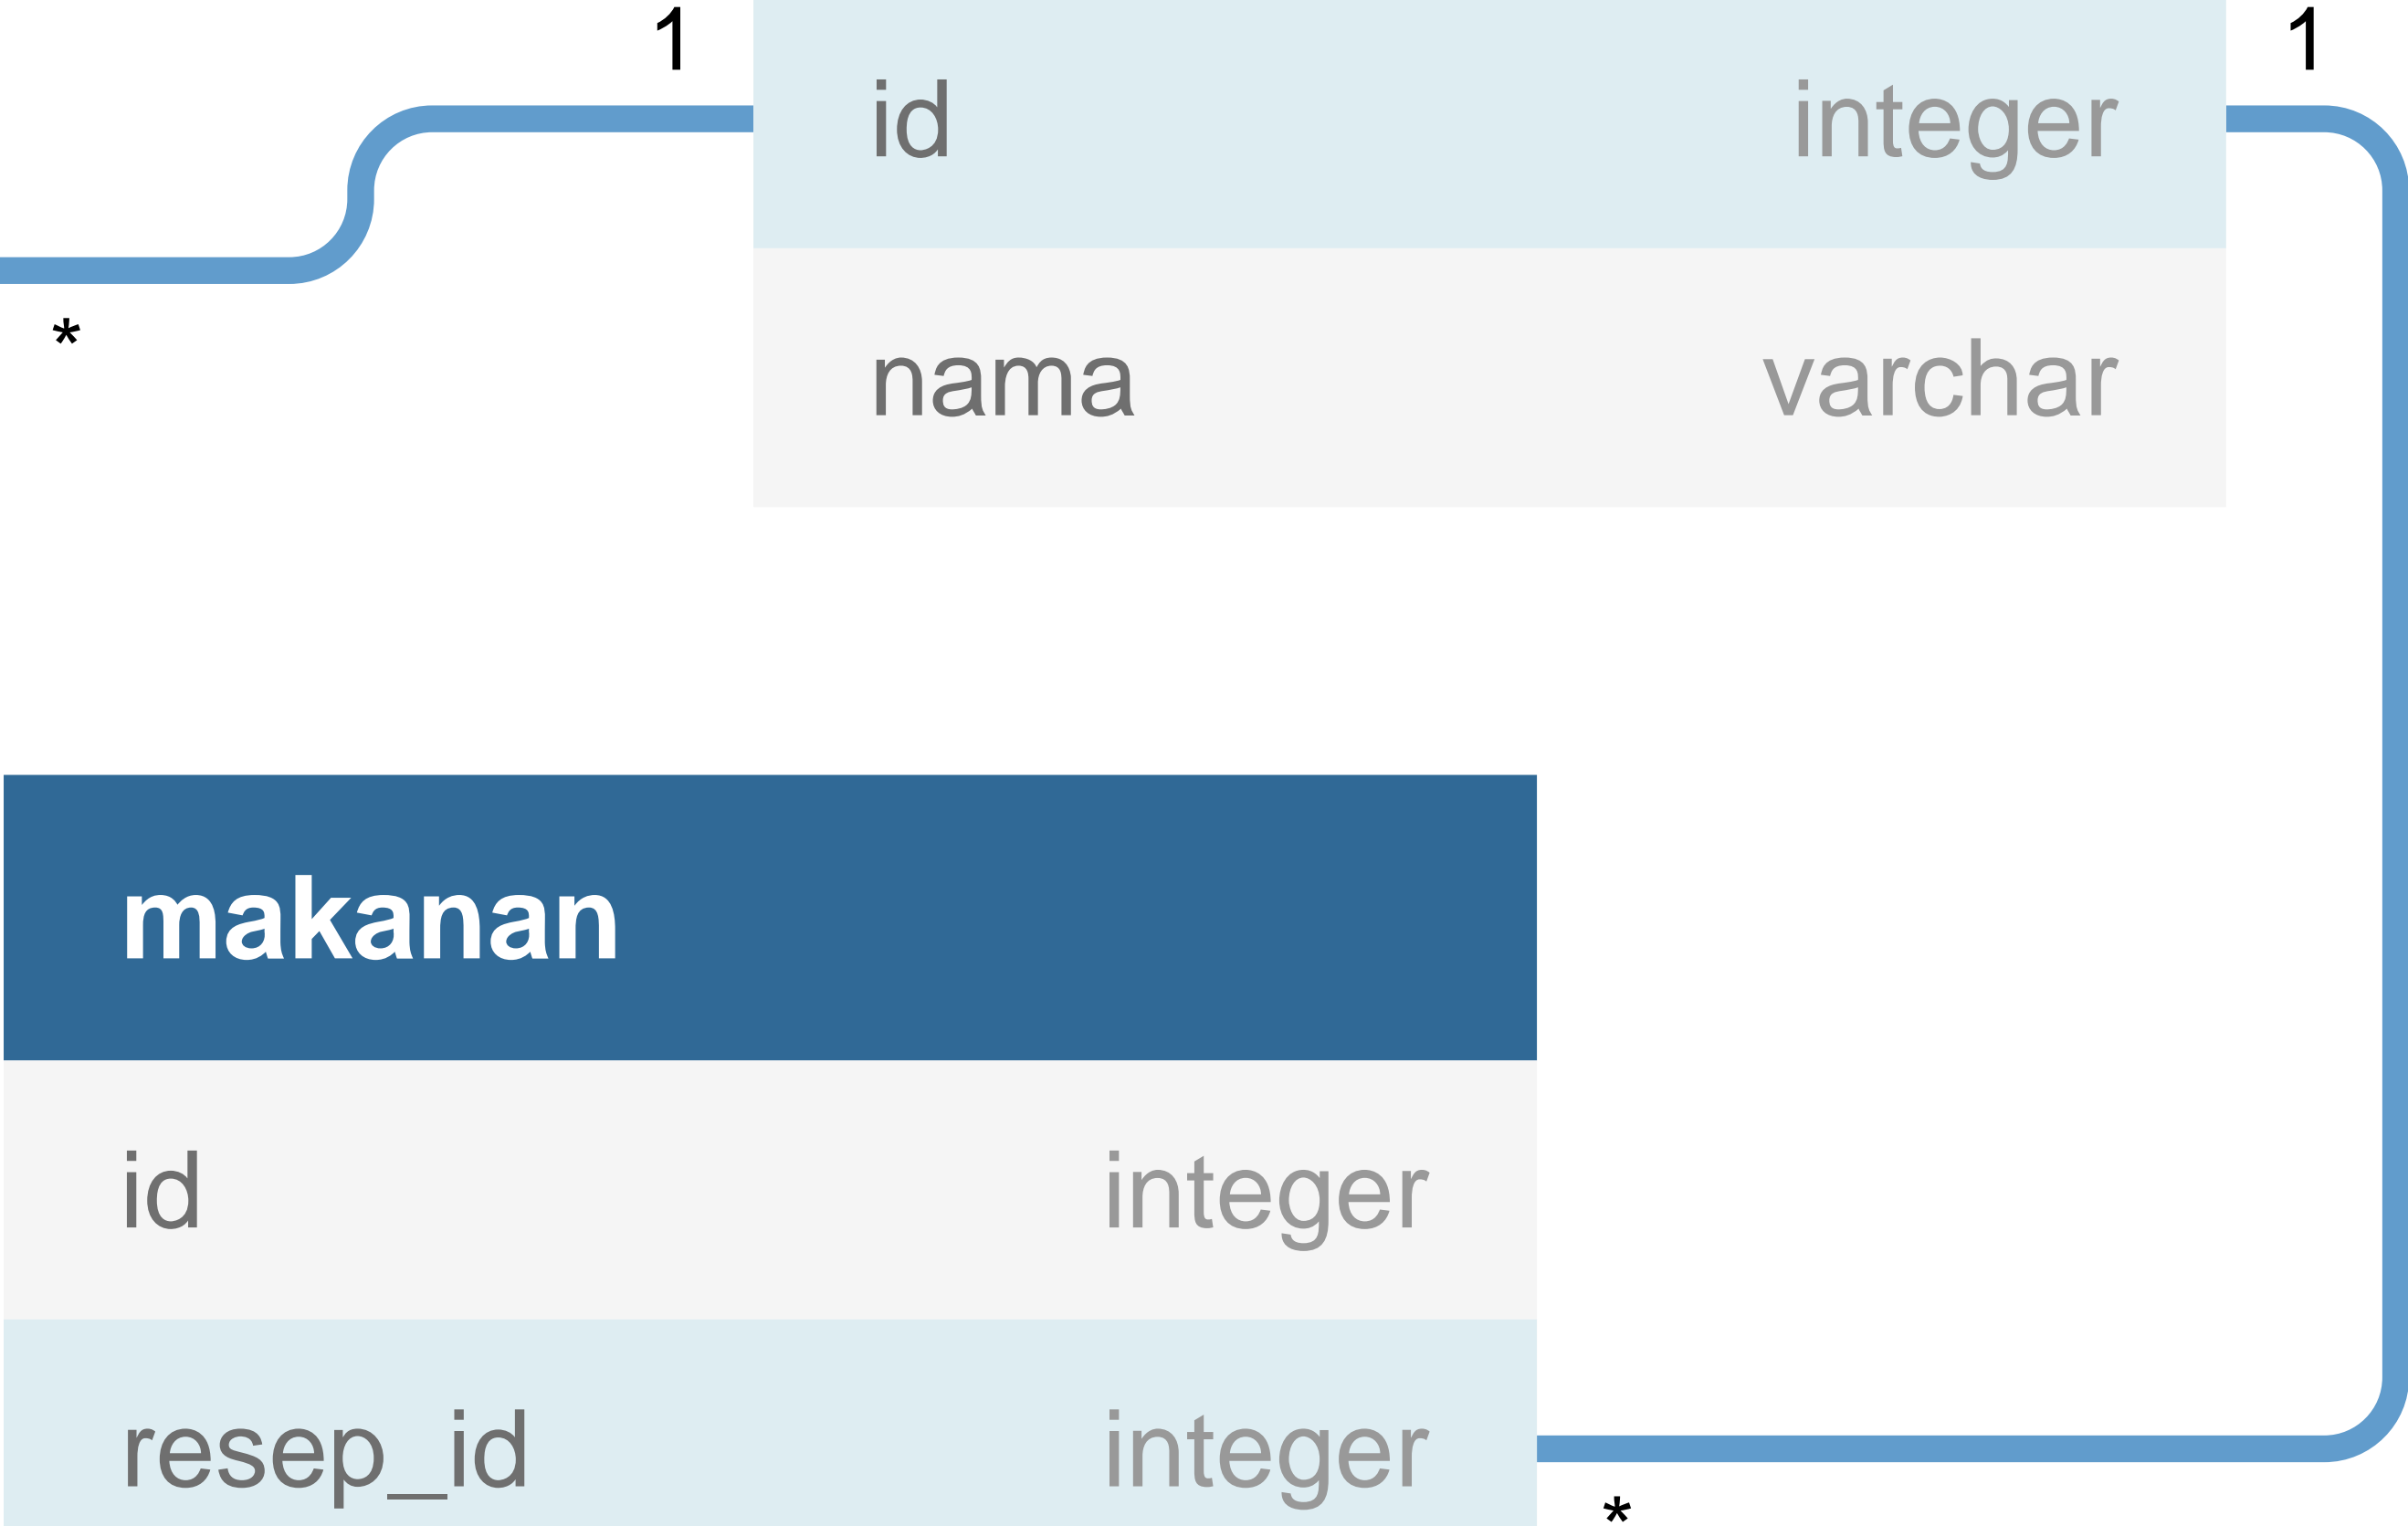 1 1
id integer
*
nama varchar
makanan
id integer
resep_id integer
*